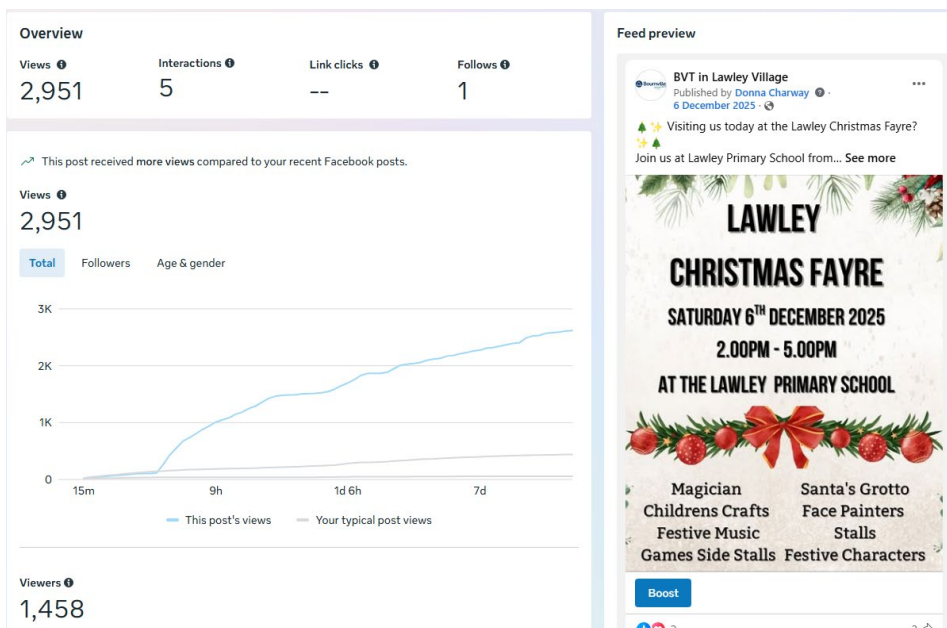 Overview
Views
2,951
Interactions
5
Link clicks
--
Follows
1
This post received more views compared to your recent Facebook posts.
Views
2,951
Total
Followers
Age & gender
3K
2K
1K
0
15m
9h
1d 6h
7d
This post's views
Your typical post views
Viewers
1,458
Feed preview
Bournville
BVT in Lawley Village
Published by Donna Charway
6 December 2025
Visiting us today at the Lawley Christmas Fayre?
Join us at Lawley Primary School from... See more
LAWLEY
CHRISTMAS FAYRE
SATURDAY 6TH DECEMBER 2025
2.00PM - 5.00PM
AT THE LAWLEY PRIMARY SCHOOL
Magician
Childrens Crafts
Festive Music
Games Side Stalls
Santa's Grotto
Face Painters
Stalls
Festive Characters
Boost